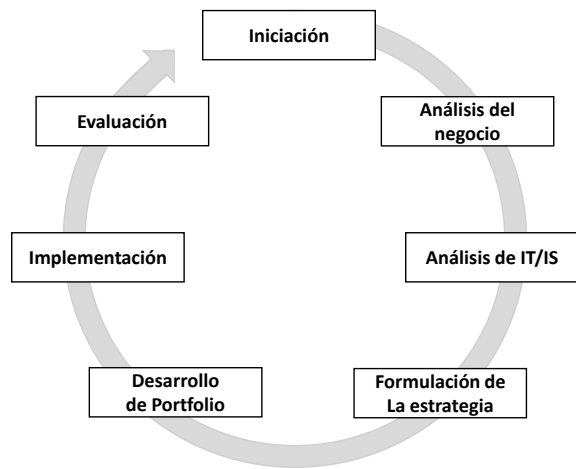 Iniciación
Análisis del
negocio
Análisis de IT/IS
Formulación de
La estrategia
Desarrollo
de Portfolio
Implementación
Evaluación